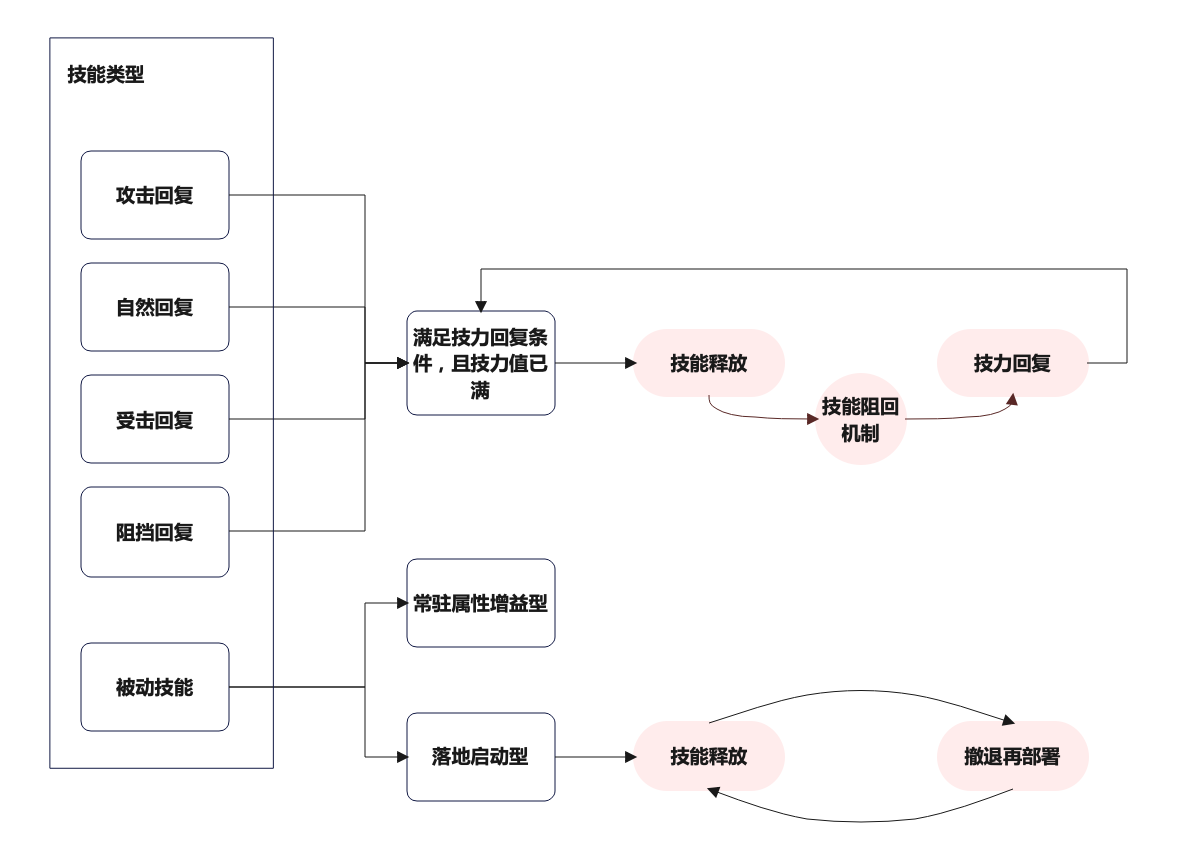 技能类型
攻击回复
自然回复
受击回复
阻挡回复
被动技能
满足技力回复条
件，且技力值已
满
技能释放
技能阻回
机制
技力回复
常驻属性增益型
落地启动型
技能释放
撤退再部署